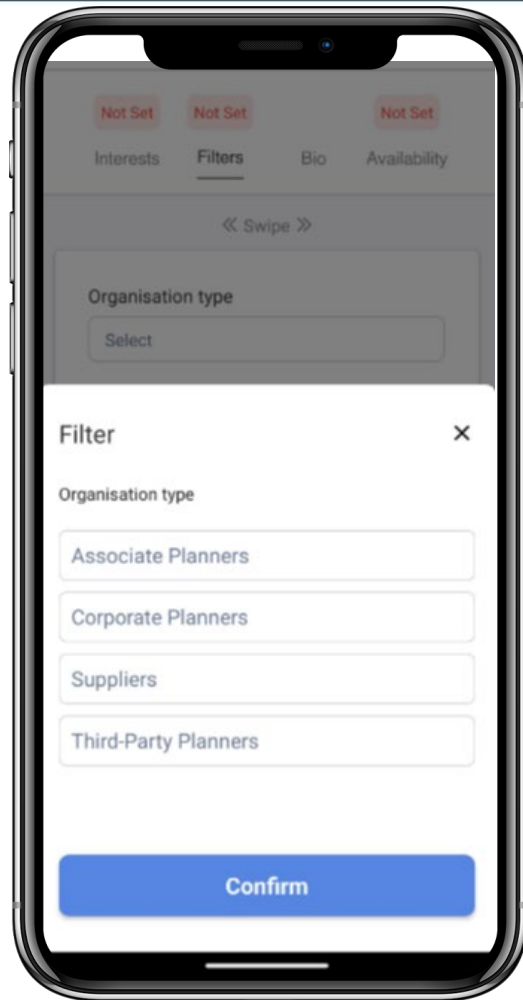 Not Set Not Set Not Set
Interests Filters Bio Availability
« Swipe »
Organisation type
Select
Filter ×
Organisation type
Associate Planners
Corporate Planners
Suppliers
Third-Party Planners
Confirm